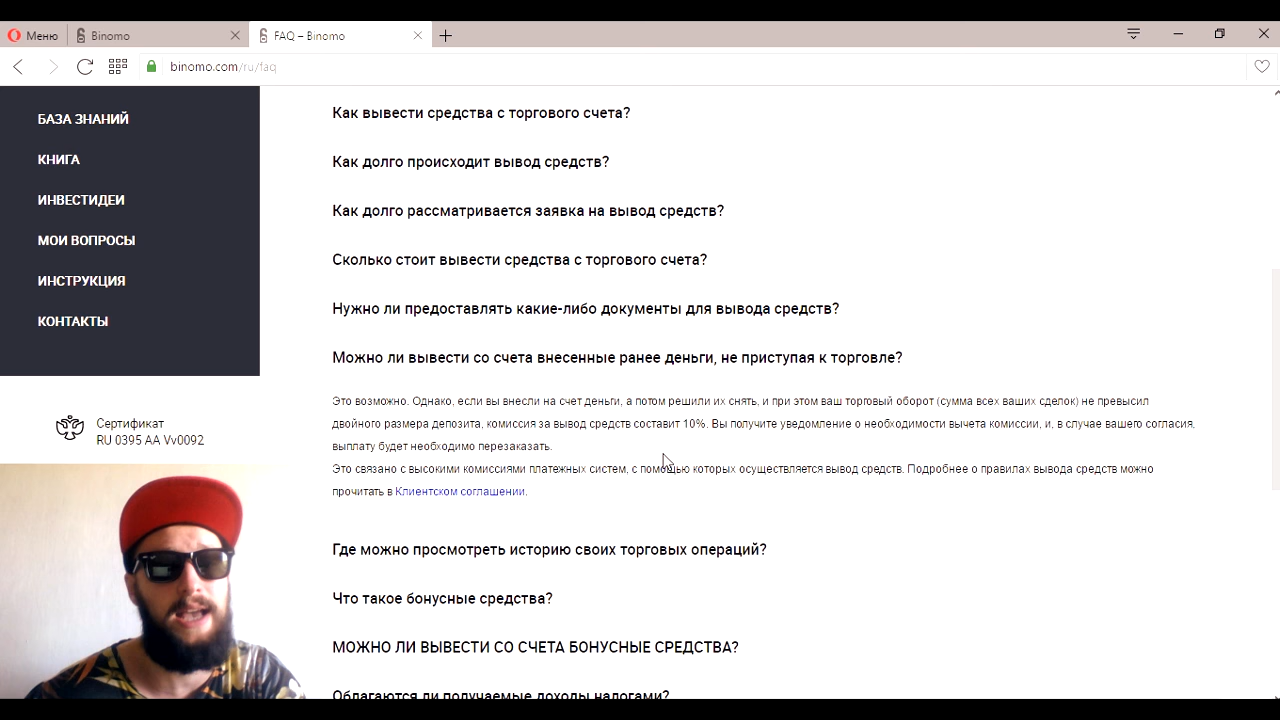 Меню
Binomo
FAQ – Binomo
binomo.com/ru/faq
БАЗА ЗНАНИЙ
КНИГА
ИНВЕСТИДЕИ
МОИ ВОПРОСЫ
ИНСТРУКЦИЯ
КОНТАКТЫ
Сертификат
RU 0395 AA Vv0092
Как вывести средства с торгового счета?
Как долго происходит вывод средств?
Как долго рассматривается заявка на вывод средств?
Сколько стоит вывести средства с торгового счета?
Нужно ли предоставлять какие-либо документы для вывода средств?
Можно ли вывести со счета внесенные ранее деньги, не приступая к торговле?
Это возможно. Однако, если вы внесли на счет деньги, а потом решили их снять, и при этом ваш торговый оборот (сумма всех ваших сделок) не превысил
двойного размера депозита, комиссия за вывод средств составит 10%. Вы получите уведомление о необходимости вычета комиссии, и, в случае вашего согласия,
выплату будет необходимо перезаказать.
Это связано с высокими комиссиями платежных систем, с помощью которых осуществляется вывод средств. Подробнее о правилах вывода средств можно
прочитать в Клиентском соглашении.
Где можно просмотреть историю своих торговых операций?
Что такое бонусные средства?
МОЖНО ЛИ ВЫВЕСТИ СО СЧЕТА БОНУСНЫЕ СРЕДСТВА?
Облагаются ли получаемые доходы налогами?